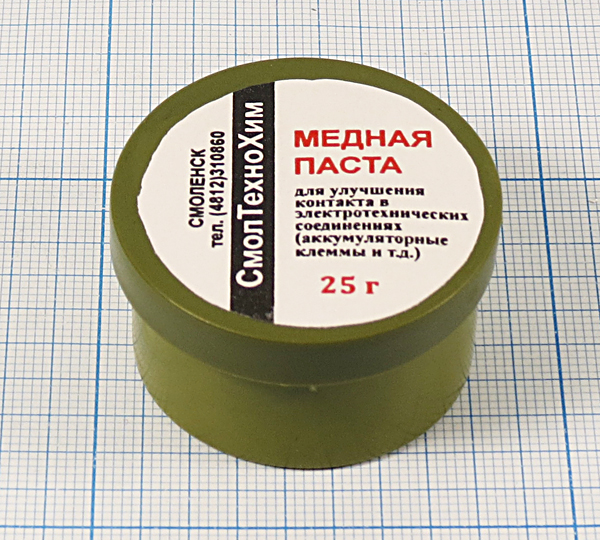 СМОЛЕНСК
тел. (4812)310860
СмолТехноХим
МЕДНАЯ
ПАСТА
для улучшения
контакта в
электротехнических
соединениях
(аккумуляторные
клеммы и т.д.)
25 г